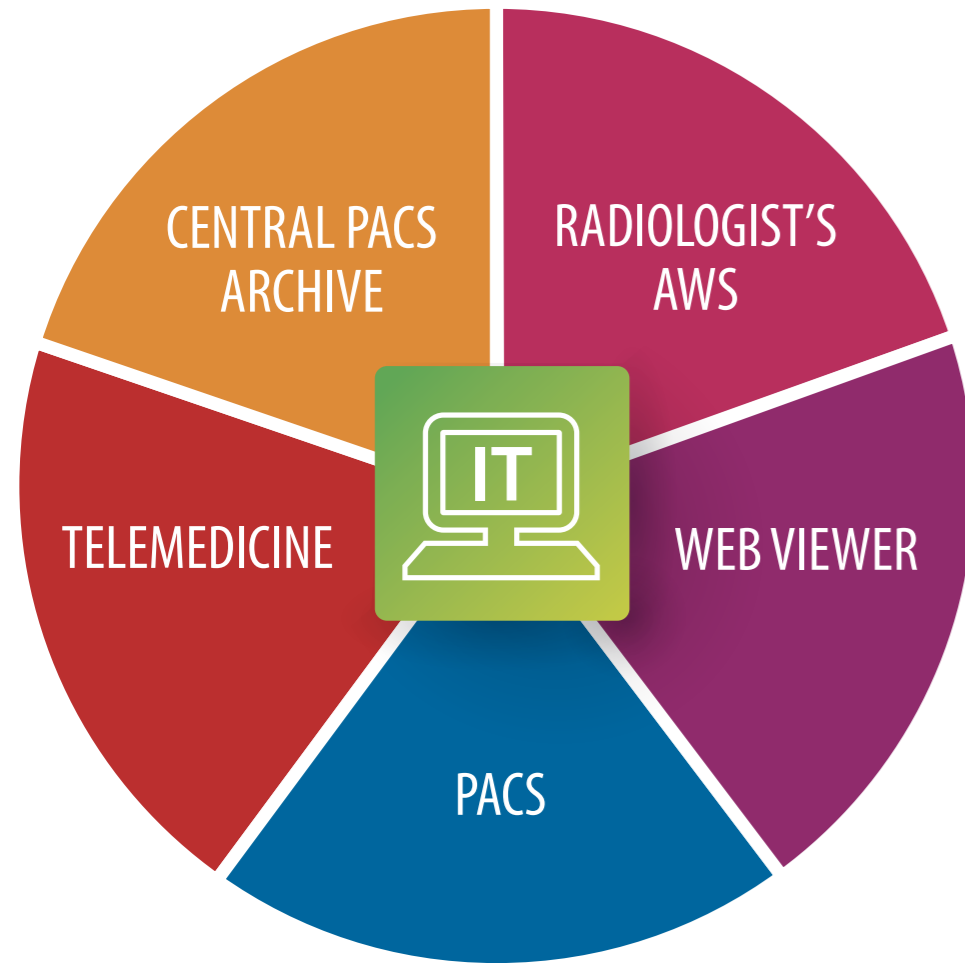 CENTRAL PACS
ARCHIVE
RADIOLOGIST'S
AWS
IT
TELEMEDICINE
WEB VIEWER
PACS